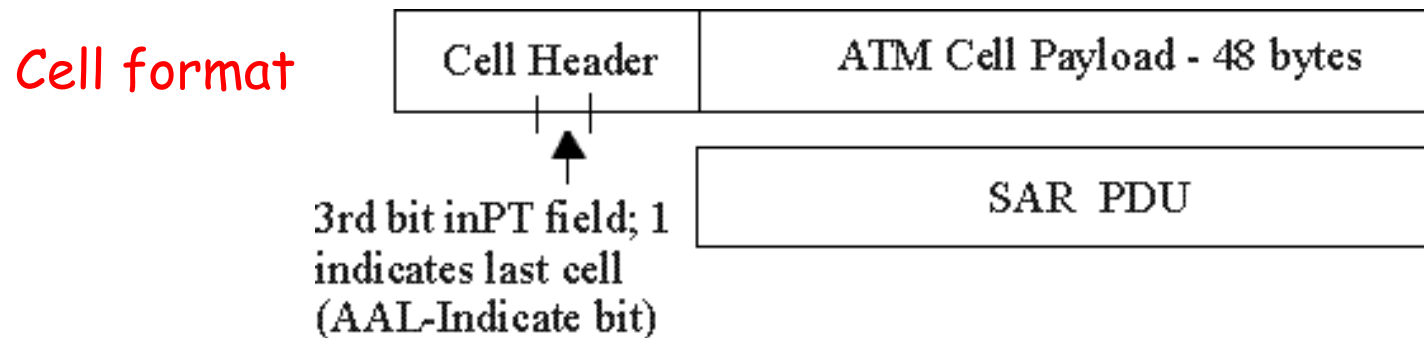 Cell format
Cell Header
ATM Cell Payload - 48 bytes
SAR PDU
3rd bit inPT field; 1
indicates last cell
(AAL-Indicate bit)